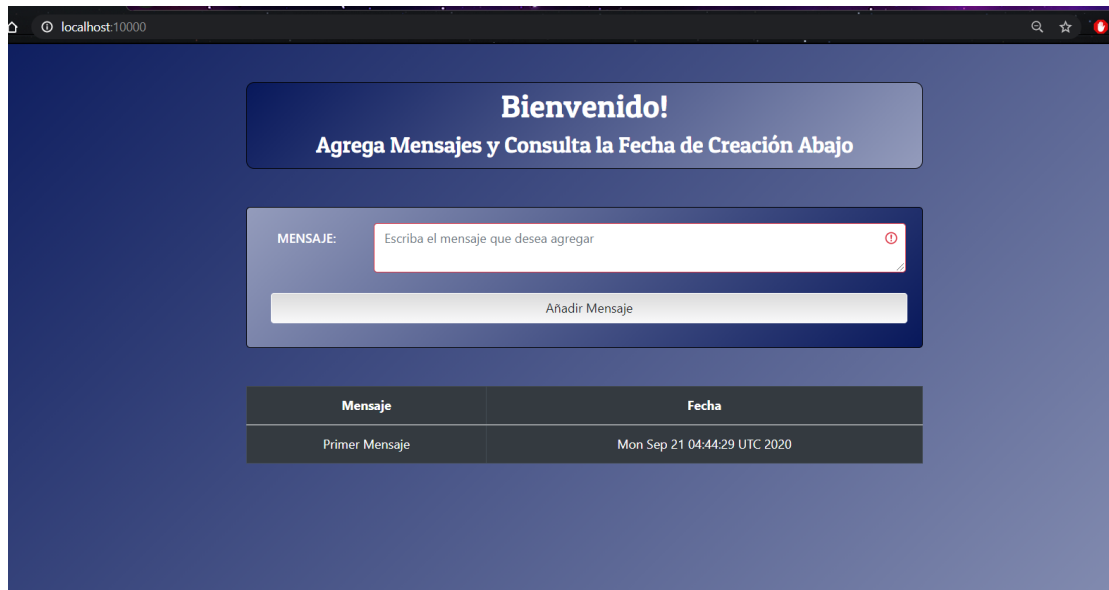 localhost:10000
Bienvenido!
Agrega Mensajes y Consulta la Fecha de Creación Abajo
MENSAJE:
Escriba el mensaje que desea agregar
Añadir Mensaje
Mensaje Fecha
Primer Mensaje Mon Sep 21 04:44:29 UTC 2020